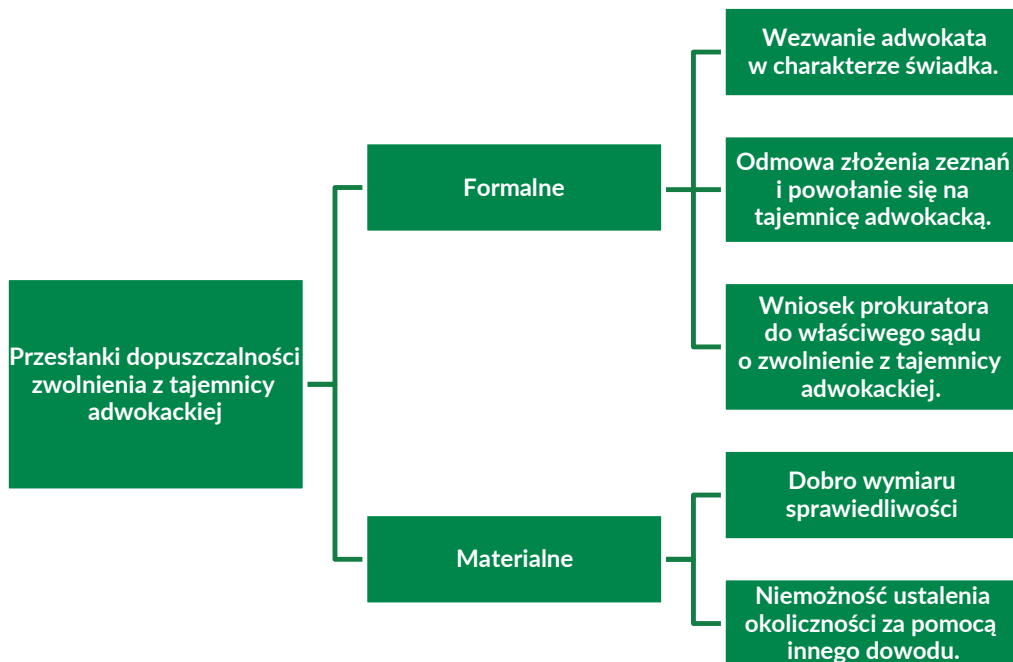 Przesłanki dopuszczalności
zwolnienia z tajemnicy
adwokackiej
Formalne
Wezwanie adwokata
w charakterze świadka.
Odmowa złożenia zeznań
i powołanie się na
tajemnicę adwokacką.
Wniosek prokuratora
do właściwego sądu
o zwolnienie z tajemnicy
adwokackiej.
Materialne
Dobro wymiaru
sprawiedliwości
Niemożność ustalenia
okoliczności za pomocą
innego dowodu.